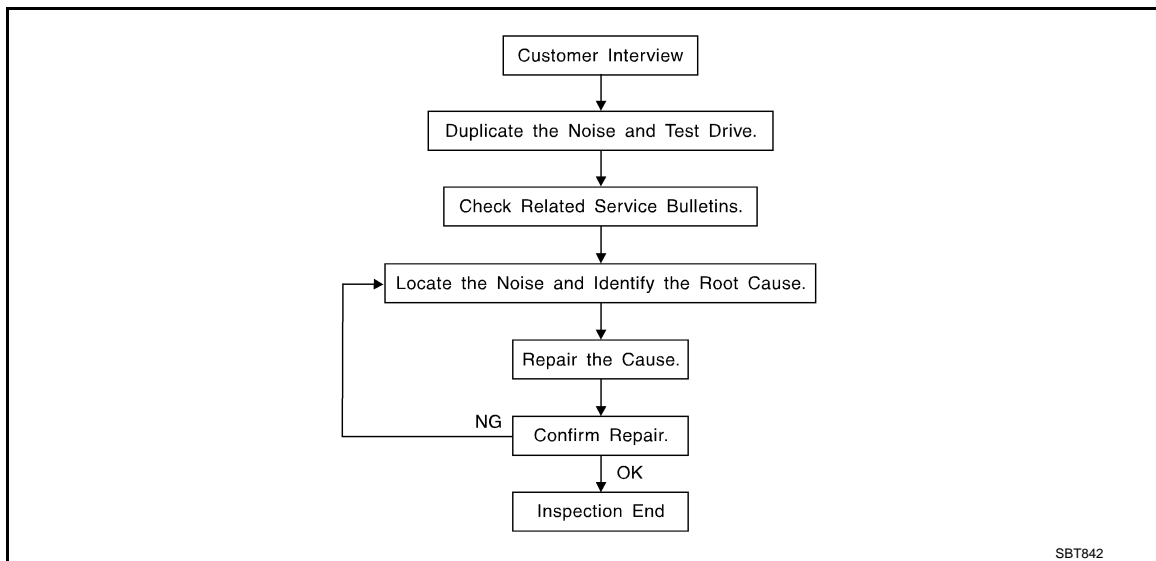 Customer Interview
Duplicate the Noise and Test Drive.
Check Related Service Bulletins.
Locate the Noise and Identify the Root Cause.
Repair the Cause.
NG
Confirm Repair.
OK
Inspection End
SBT842